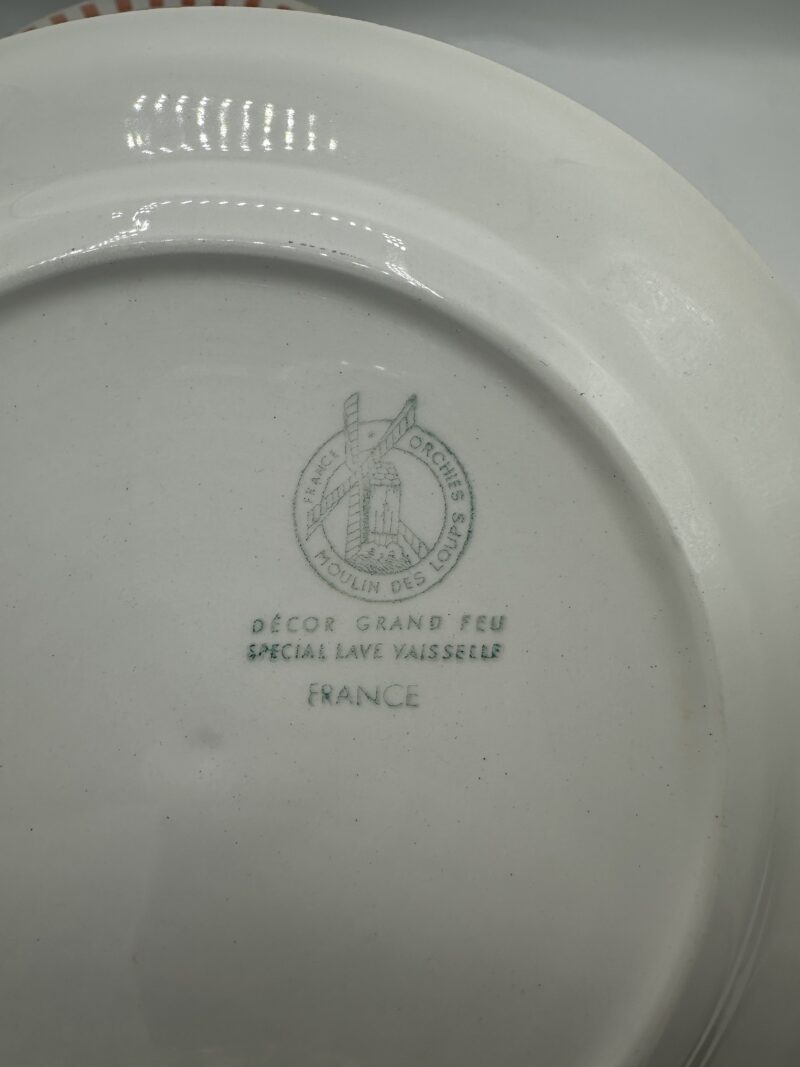 FRANCE
ORCHIES
MOULIN DES LOUPS
DÉCOR GRAND FEU
SPECIAL LAVE VAISSELLE
FRANCE